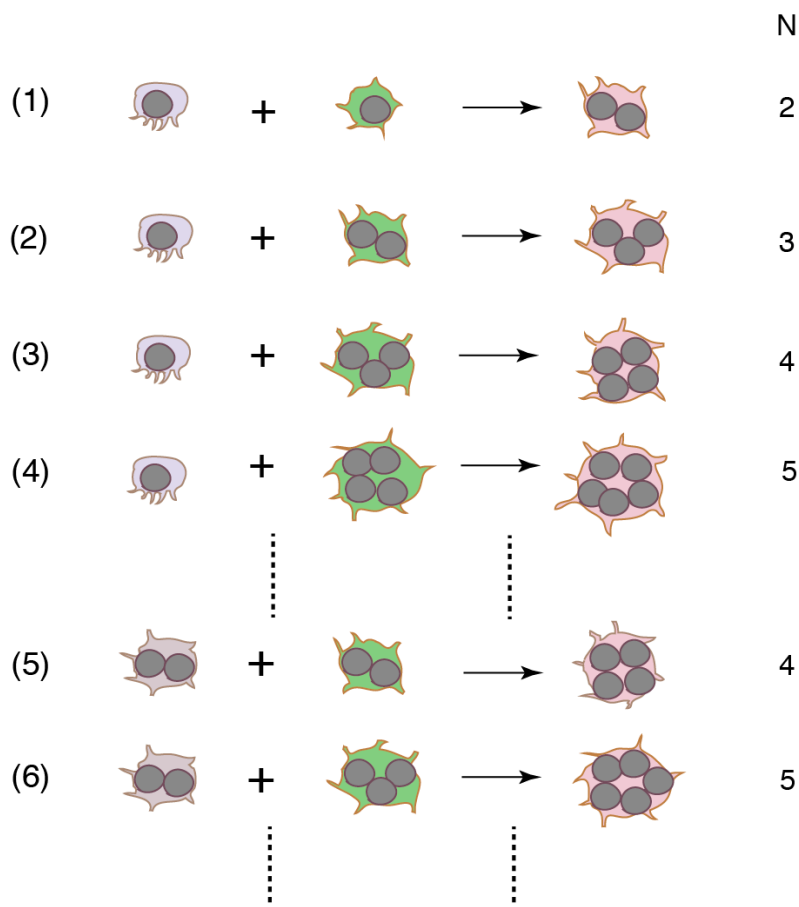 N
(1) + 2
(2) + 3
(3) + 4
(4) + 5
(5) + 4
(6) + 5